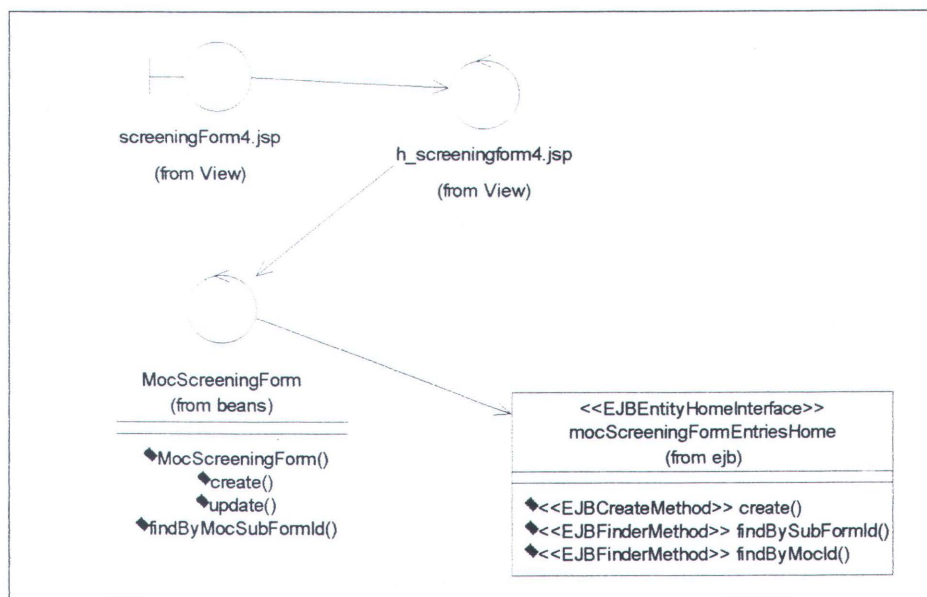 screeningForm4.jsp
(from View)
h_screeningform4.jsp
(from View)
MocScreeningForm
(from beans)
MocScreeningForm()
create()
update()
findByMocSubFormId()
<<EJBEntityHomeInterface>>
mocScreeningFormEntriesHome
(from ejb)
<<EJBCreateMethod>> create()
<<EJBFinderMethod>> findBySubFormId()
<<EJBFinderMethod>> findByMocId()